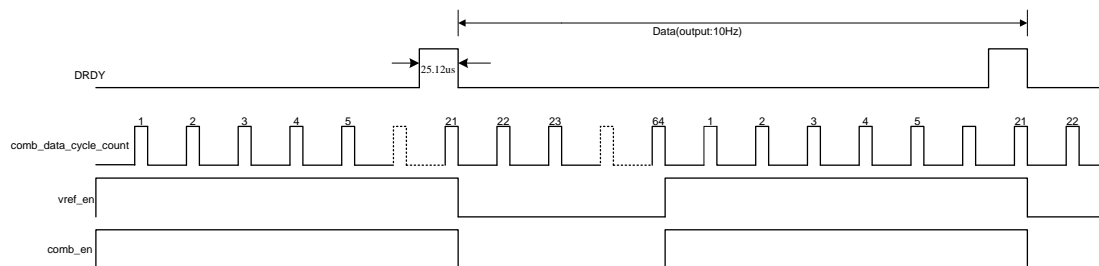 Data(output:10Hz)
DRDY
25.12us
comb_data_cycle_count
1 2 3 4 5 21 22 23 64 1 2 3 4 5 21 22
vref_en
comb_en